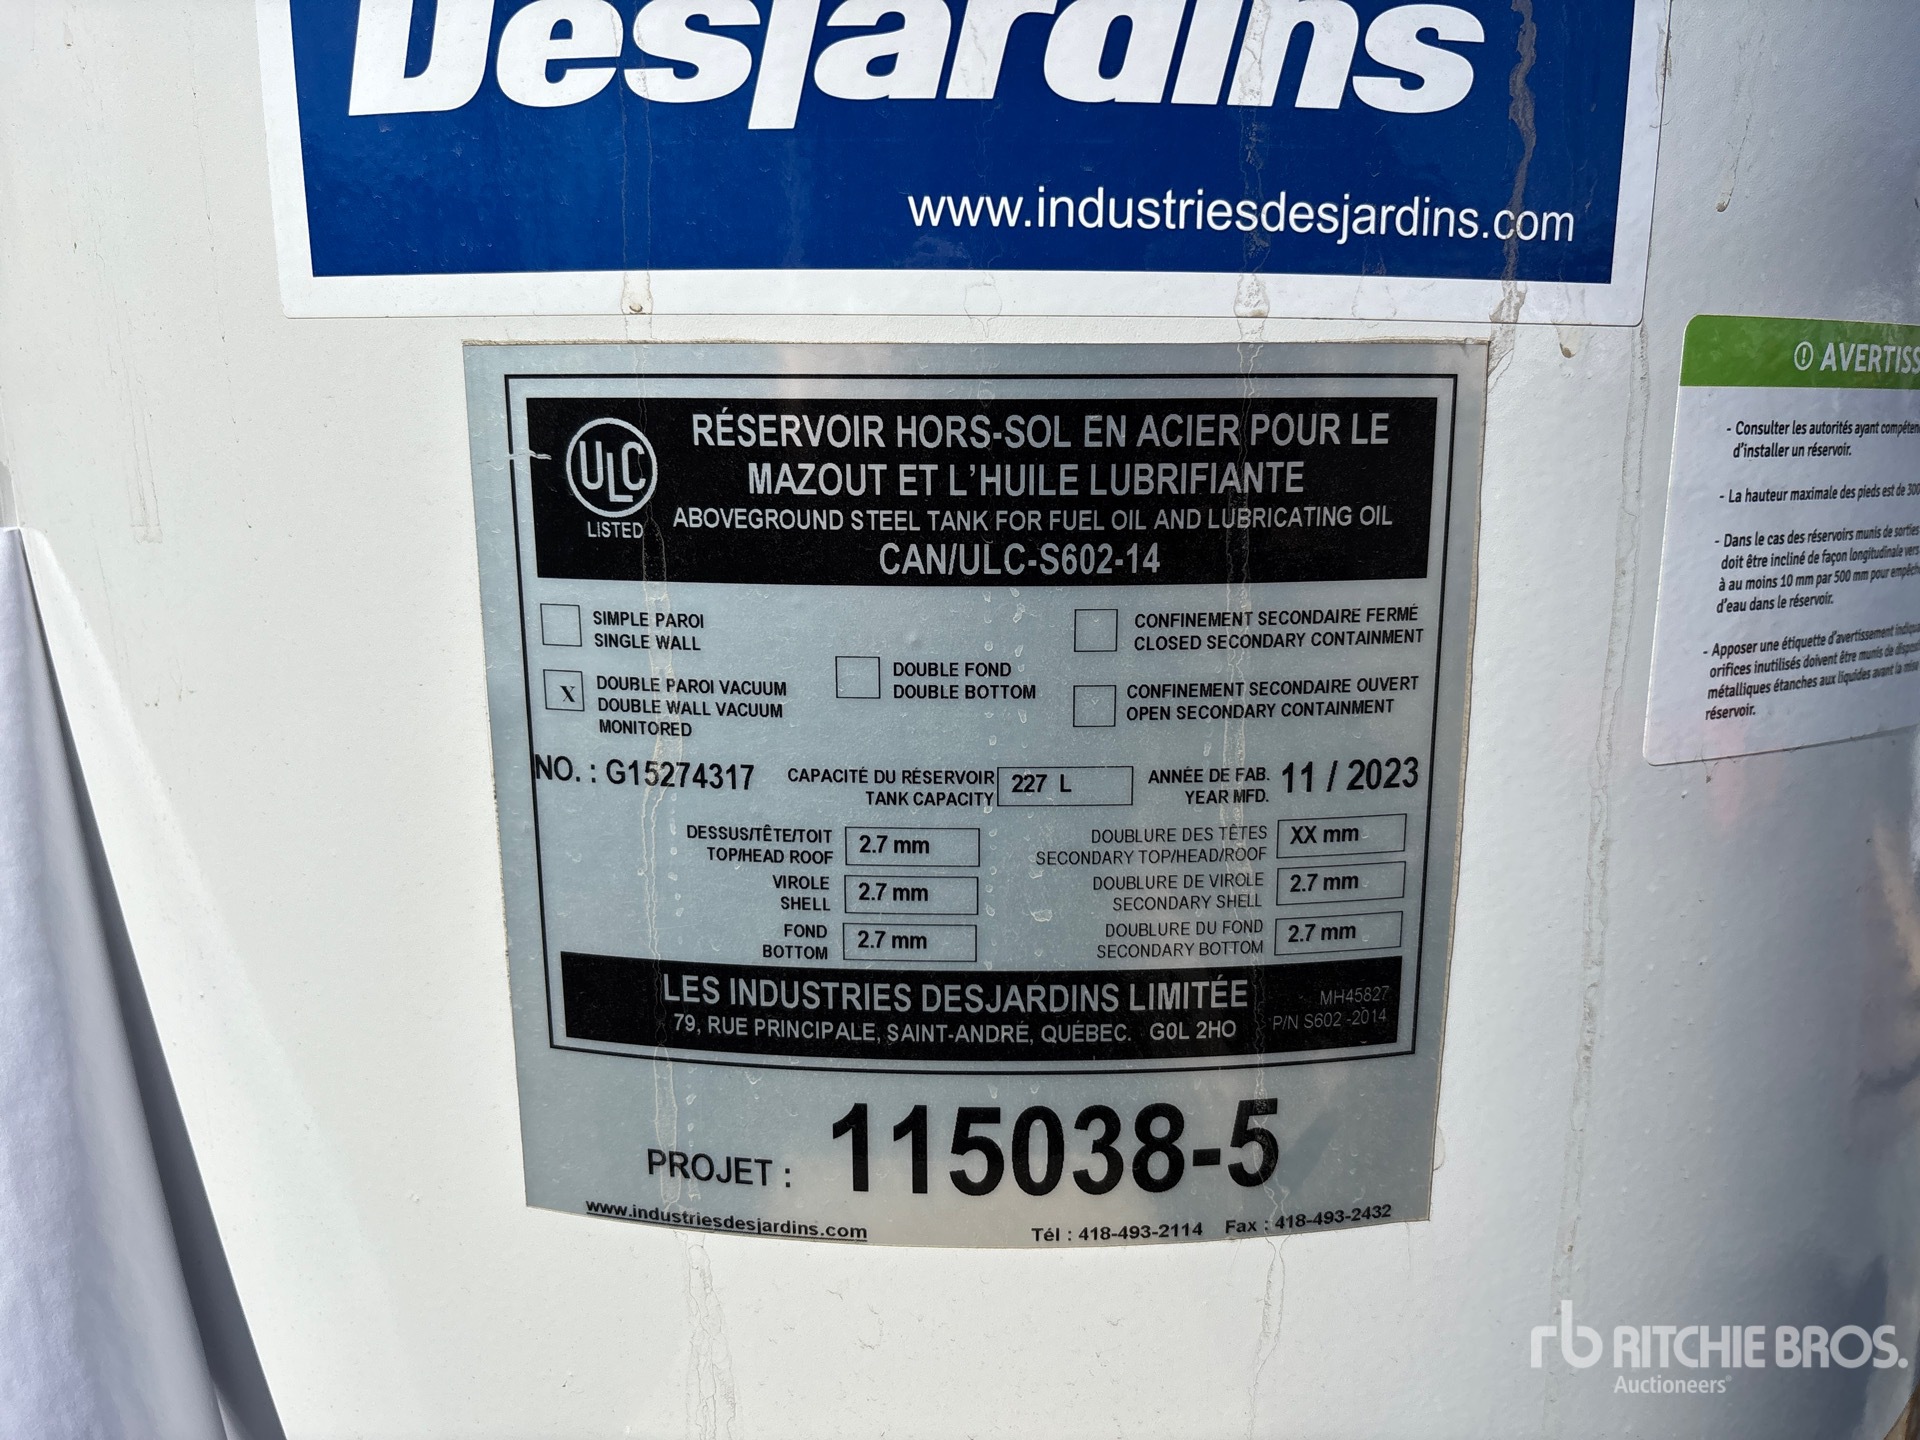 Desjardins
www.industriesdesjardins.com
ULC
LISTED
RÉSERVOIR HORS-SOL EN ACIER POUR LE
MAZOUT ET L'HUILE LUBRIFIANTE
ABOVEGROUND STEEL TANK FOR FUEL OIL AND LUBRICATING OIL
CAN/ULC-S602-14
SIMPLE PAROI
SINGLE WALL
X
DOUBLE PAROI VACUUM
DOUBLE WALL VACUUM
MONITORED
DOUBLE FOND
DOUBLE BOTTOM
CONFINEMENT SECONDAIRE FERMÉ
CLOSED SECONDARY CONTAINMENT
CONFINEMENT SECONDAIRE OUVERT
OPEN SECONDARY CONTAINMENT
NO. : G15274317
CAPACITÉ DU RÉSERVOIR
TANK CAPACITY
227 L
ANNÉE DE FAB.
YEAR MFD.
11 / 2023
DESSUS/TÊTE/TOIT
TOP/HEAD ROOF
2.7 mm
DOUBLURE DES TÊTES
SECONDARY TOP/HEAD/ROOF
XX mm
VIROLE
SHELL
2.7 mm
DOUBLURE DE VIROLE
SECONDARY SHELL
2.7 mm
FOND
BOTTOM
2.7 mm
DOUBLURE DU FOND
SECONDARY BOTTOM
2.7 mm
LES INDUSTRIES DESJARDINS LIMITÉE
79, RUE PRINCIPALE, SAINT-ANDRÉ, QUÉBEC. G0L 2HO
MH45827
P/N S602 -2014
PROJET : 115038-5
www.industriesdesjardins.com
Tél : 418-493-2114 Fax : 418-493-2432
AVERTISS
- Consulter les autorités ayant compéten
d'installer un réservoir.
- La hauteur maximale des pieds est de 300
- Dans le cas des réservoirs munis de sorties
doit être incliné de façon longitudinale vers
à au moins 10 mm par 500 mm pour empêch
d'eau dans le réservoir.
- Apposer une étiquette d'avertissement indiqua
orifices inutilisés doivent être munis de disposi
métalliques étanches aux liquides avant la mise
réservoir.
rb RITCHIE BROS.
Auctioneers